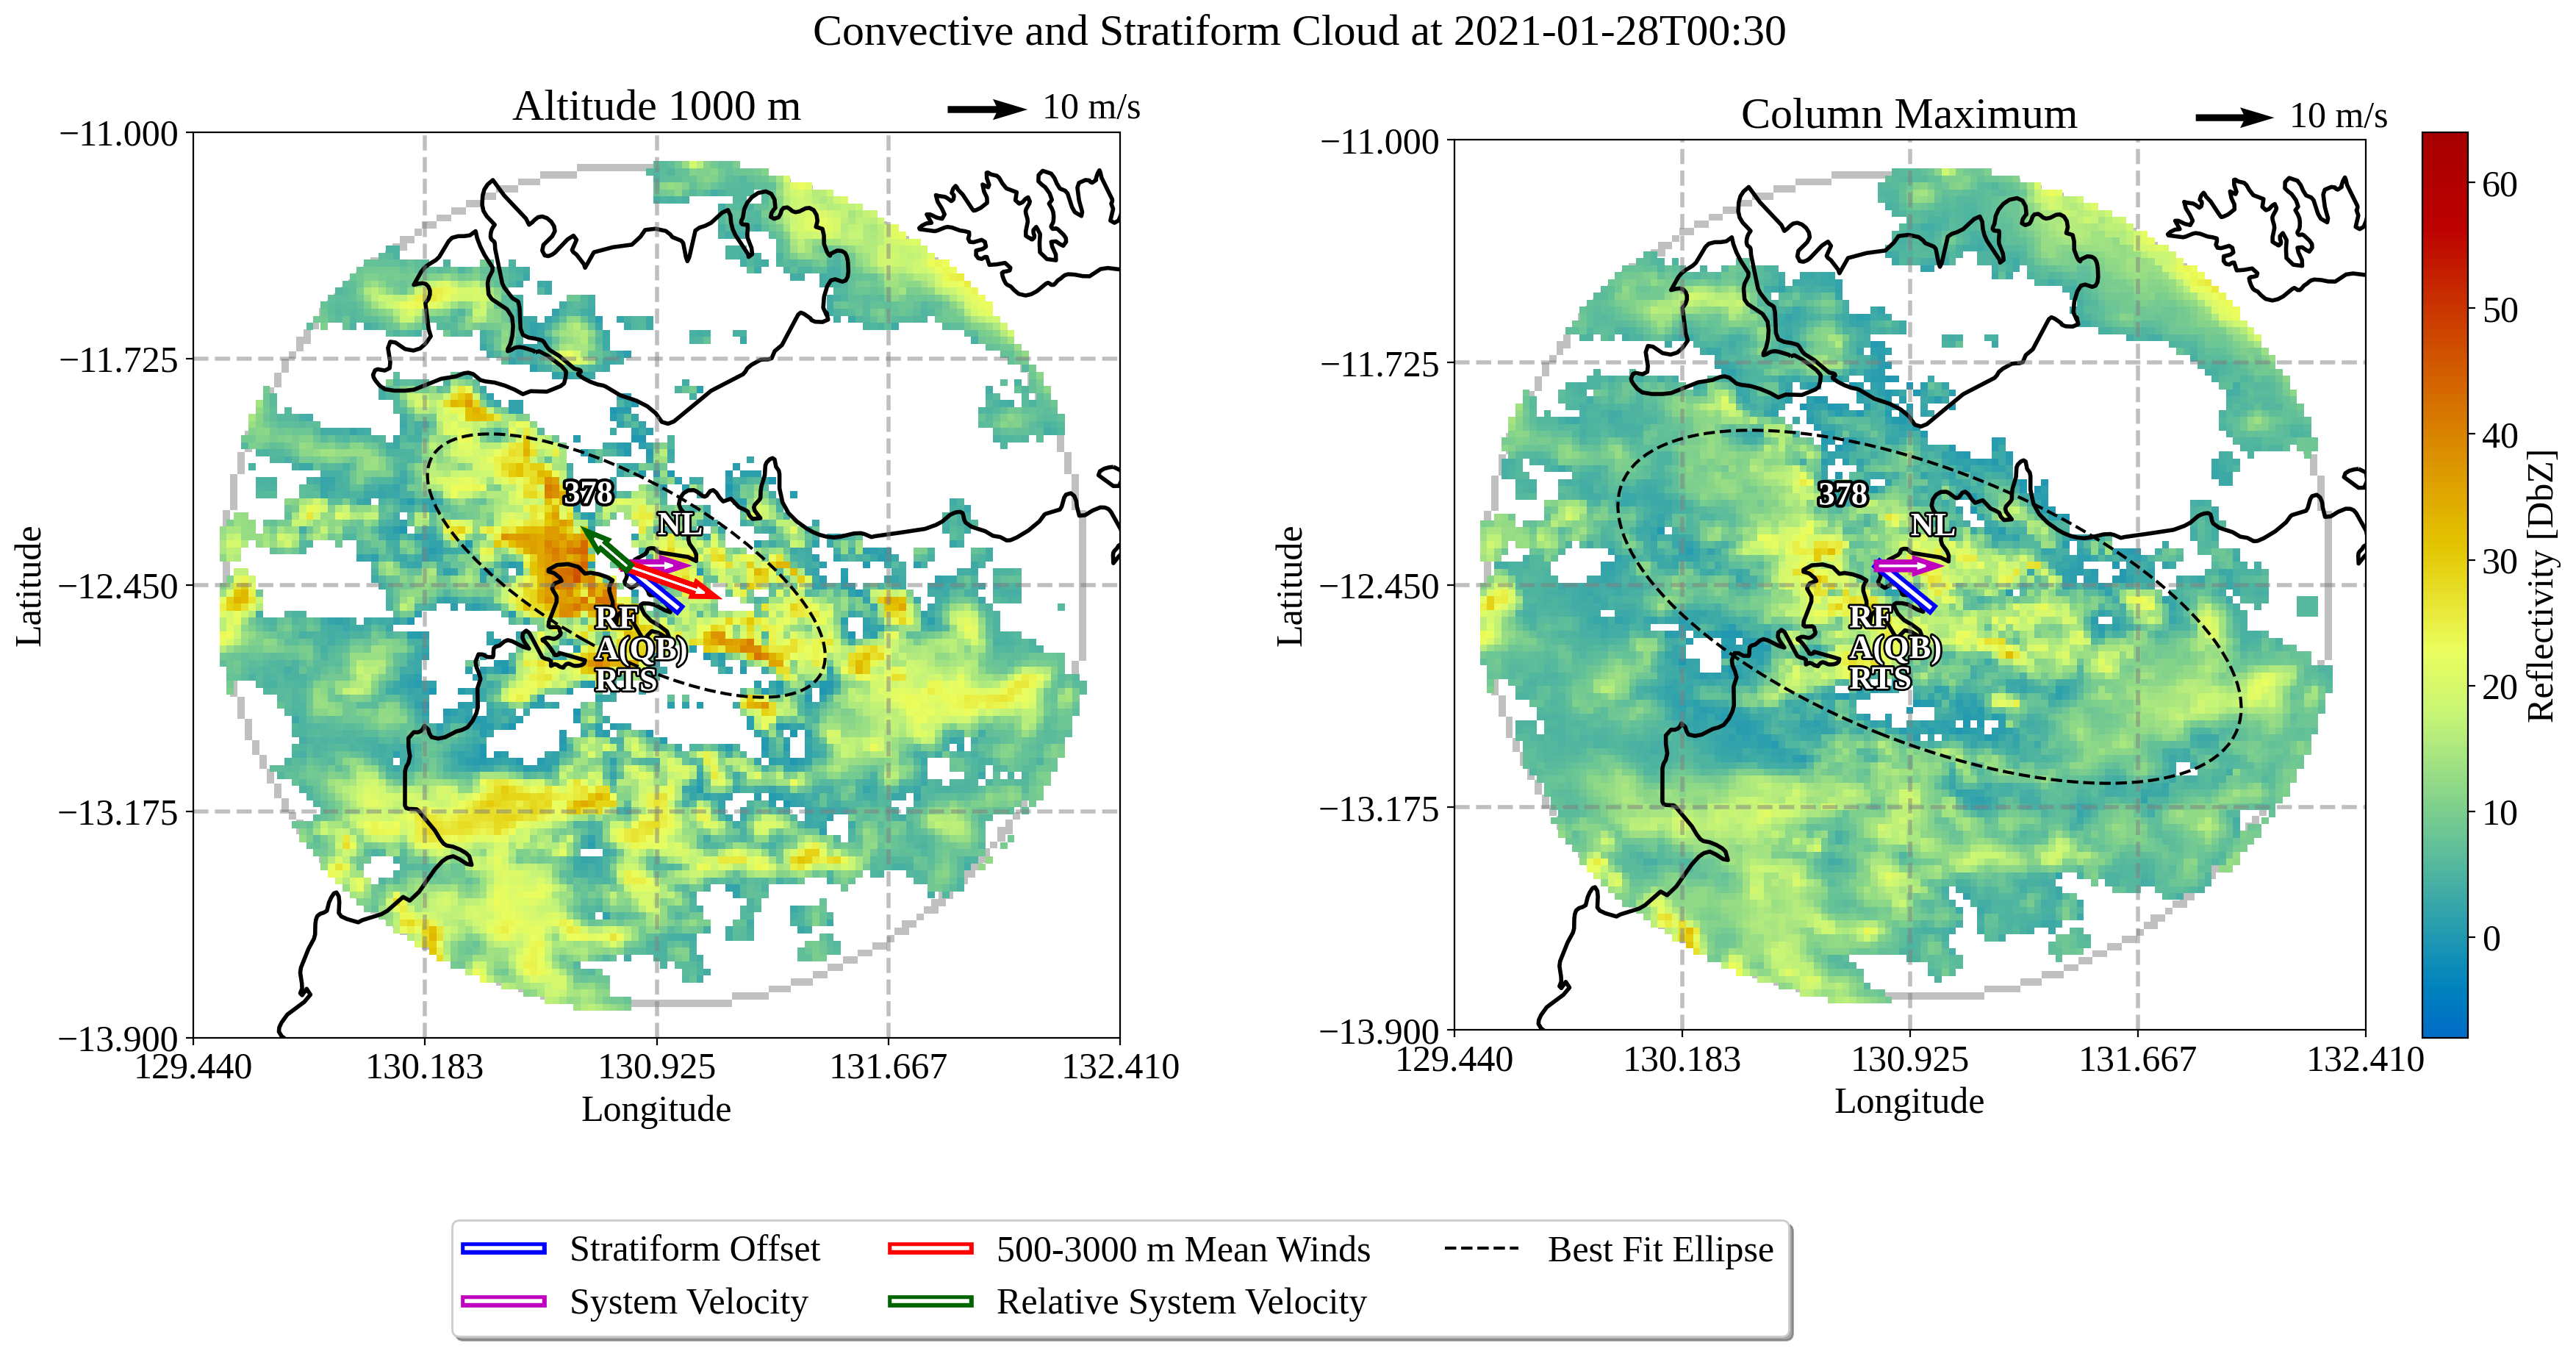 Convective and Stratiform Cloud at 2021-01-28T00:30
Altitude 1000 m
10 m/s
−11.000
−11.725
−12.450
−13.175
−13.900
Latitude
378
NL
RF
A(QB)
RTS
129.440
130.183
130.925
131.667
132.410
Longitude
Column Maximum
10 m/s
−11.000
−11.725
−12.450
−13.175
−13.900
Latitude
378
NL
RF
A(QB)
RTS
129.440
130.183
130.925
131.667
132.410
Longitude
60
50
40
30
20
10
0
Reflectivity [DbZ]
Stratiform Offset
System Velocity
500-3000 m Mean Winds
Relative System Velocity
Best Fit Ellipse